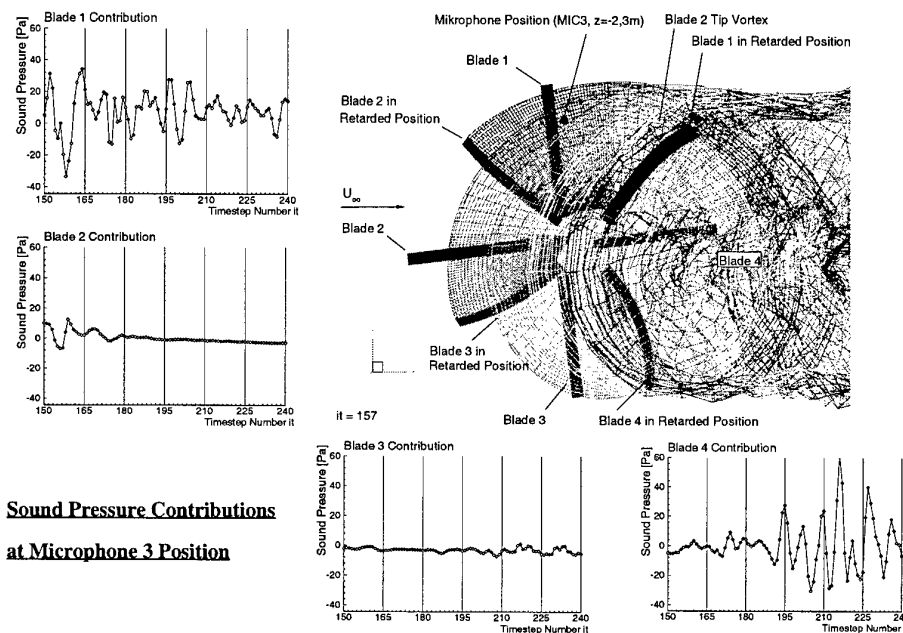 Blade 1 Contribution
Sound Pressure [Pa]
60
40
20
0
-20
-40
150 165 180 195 210 225 240
Timestep Number it
Blade 2 Contribution
Sound Pressure [Pa]
60
40
20
0
-20
-40
150 165 180 195 210 225 240
Timestep Number it
Mikrophone Position (MIC3, z=-2,3m)
Blade 2 Tip Vortex
Blade 1 in Retarded Position
Blade 1
Blade 2 in
Retarded Position
U∞
Blade 2
Blade 4
Blade 3 in
Retarded Position
it = 157
Blade 3
Blade 4 in Retarded Position
Sound Pressure Contributions
at Microphone 3 Position
Blade 3 Contribution
Sound Pressure [Pa]
60
40
20
0
-20
-40
150 165 180 195 210 225 240
Timestep Number it
Blade 4 Contribution
Sound Pressure [Pa]
60
40
20
0
-20
-40
150 165 180 195 210 225 240
Timestep Number it